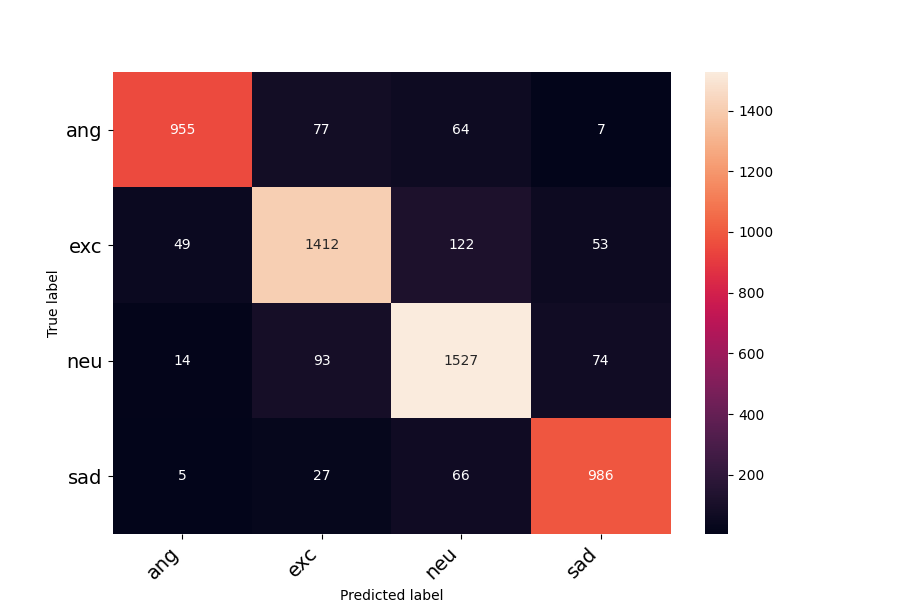 ang 955 77 64 7
exc 49 1412 122 53
neu 14 93 1527 74
sad 5 27 66 986
ang exc neu sad
Predicted label
True label
1400
1200
1000
800
600
400
200